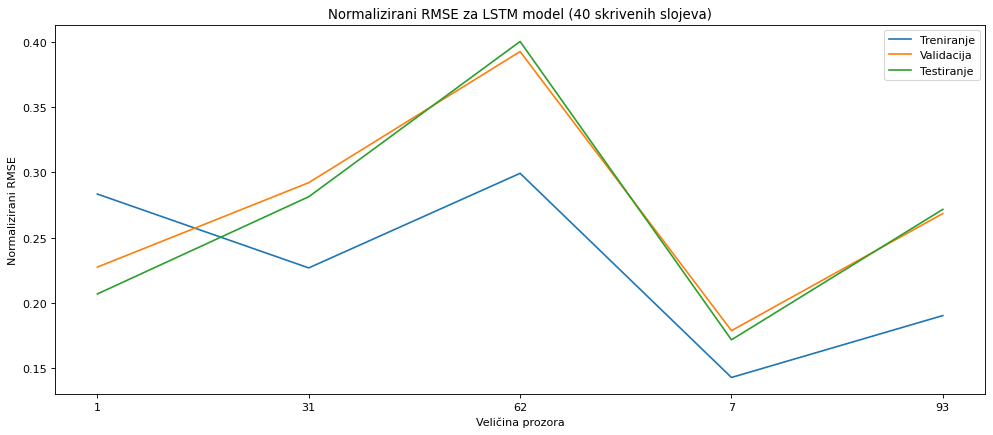 Normalizirani RMSE za LSTM model (40 skrivenih slojeva)
Treniranje
Validacija
Testiranje
Normalizirani RMSE
0.40
0.35
0.30
0.25
0.20
0.15
1 31 62 7 93
Veličina prozora